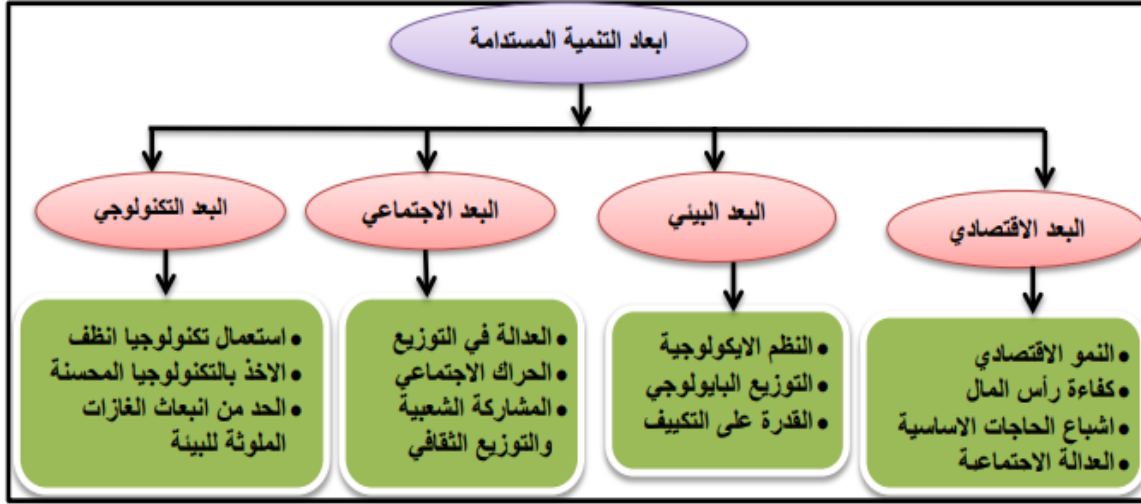 ابعاد التنمية المستدامة
البعد الاقتصادي
البعد البيئي
البعد الاجتماعي
البعد التكنولوجي
• النمو الاقتصادي
• كفاءة رأس المال
• اشباع الحاجات الاساسية
• العدالة الاجتماعية
• النظم الايكولوجية
• التوزيع البايولوجي
• القدرة على التكييف
• العدالة في التوزيع
• الحراك الاجتماعي
• المشاركة الشعبية
والتوزيع الثقافي
• استعمال تكنولوجيا انظف
• الاخذ بالتكنولوجيا المحسنة
• الحد من انبعاث الغازات
الملوثة للبيئة